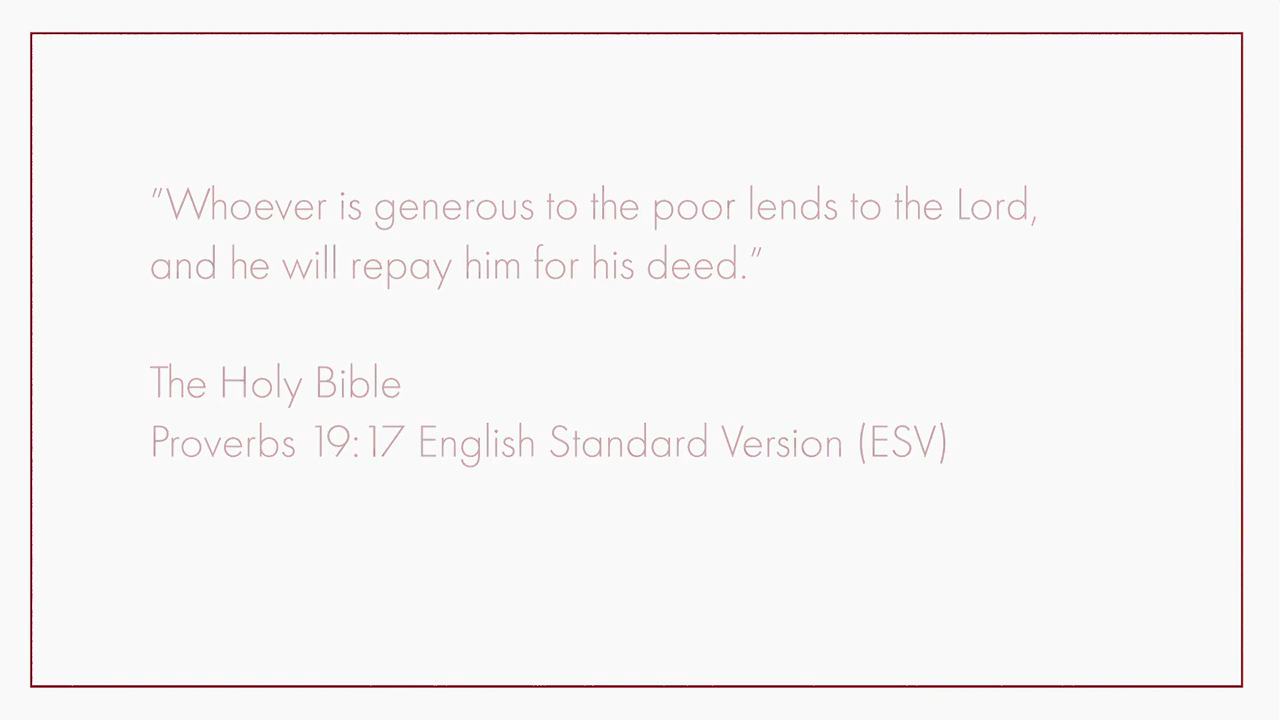 "Whoever is generous to the poor lends to the Lord,
and he will repay him for his deed."
The Holy Bible
Proverbs 19:17 English Standard Version (ESV)